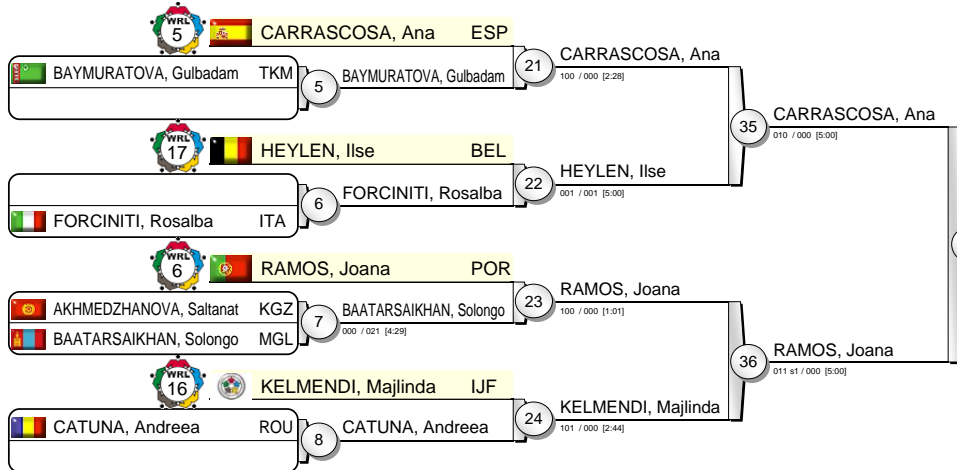 WRL
5
CARRASCOSA, Ana ESP
BAYMURATOVA, Gulbadam TKM
5
BAYMURATOVA, Gulbadam
21
CARRASCOSA, Ana
100 / 000 [2:28]
35
CARRASCOSA, Ana
010 / 000 [5:00]
WRL
17
HEYLEN, Ilse BEL
22
HEYLEN, Ilse
001 / 001 [5:00]
6
FORCINITI, Rosalba
FORCINITI, Rosalba ITA
WRL
6
RAMOS, Joana POR
23
RAMOS, Joana
100 / 000 [1:01]
AKHMEDZHANOVA, Saltanat KGZ
7
BAATARSAIKHAN, Solongo
000 / 021 [4:29]
BAATARSAIKHAN, Solongo MGL
36
RAMOS, Joana
011 s1 / 000 [5:00]
WRL
16
KELMENDI, Majlinda IJF
24
KELMENDI, Majlinda
101 / 000 [2:44]
CATUNA, Andreea ROU
8
CATUNA, Andreea